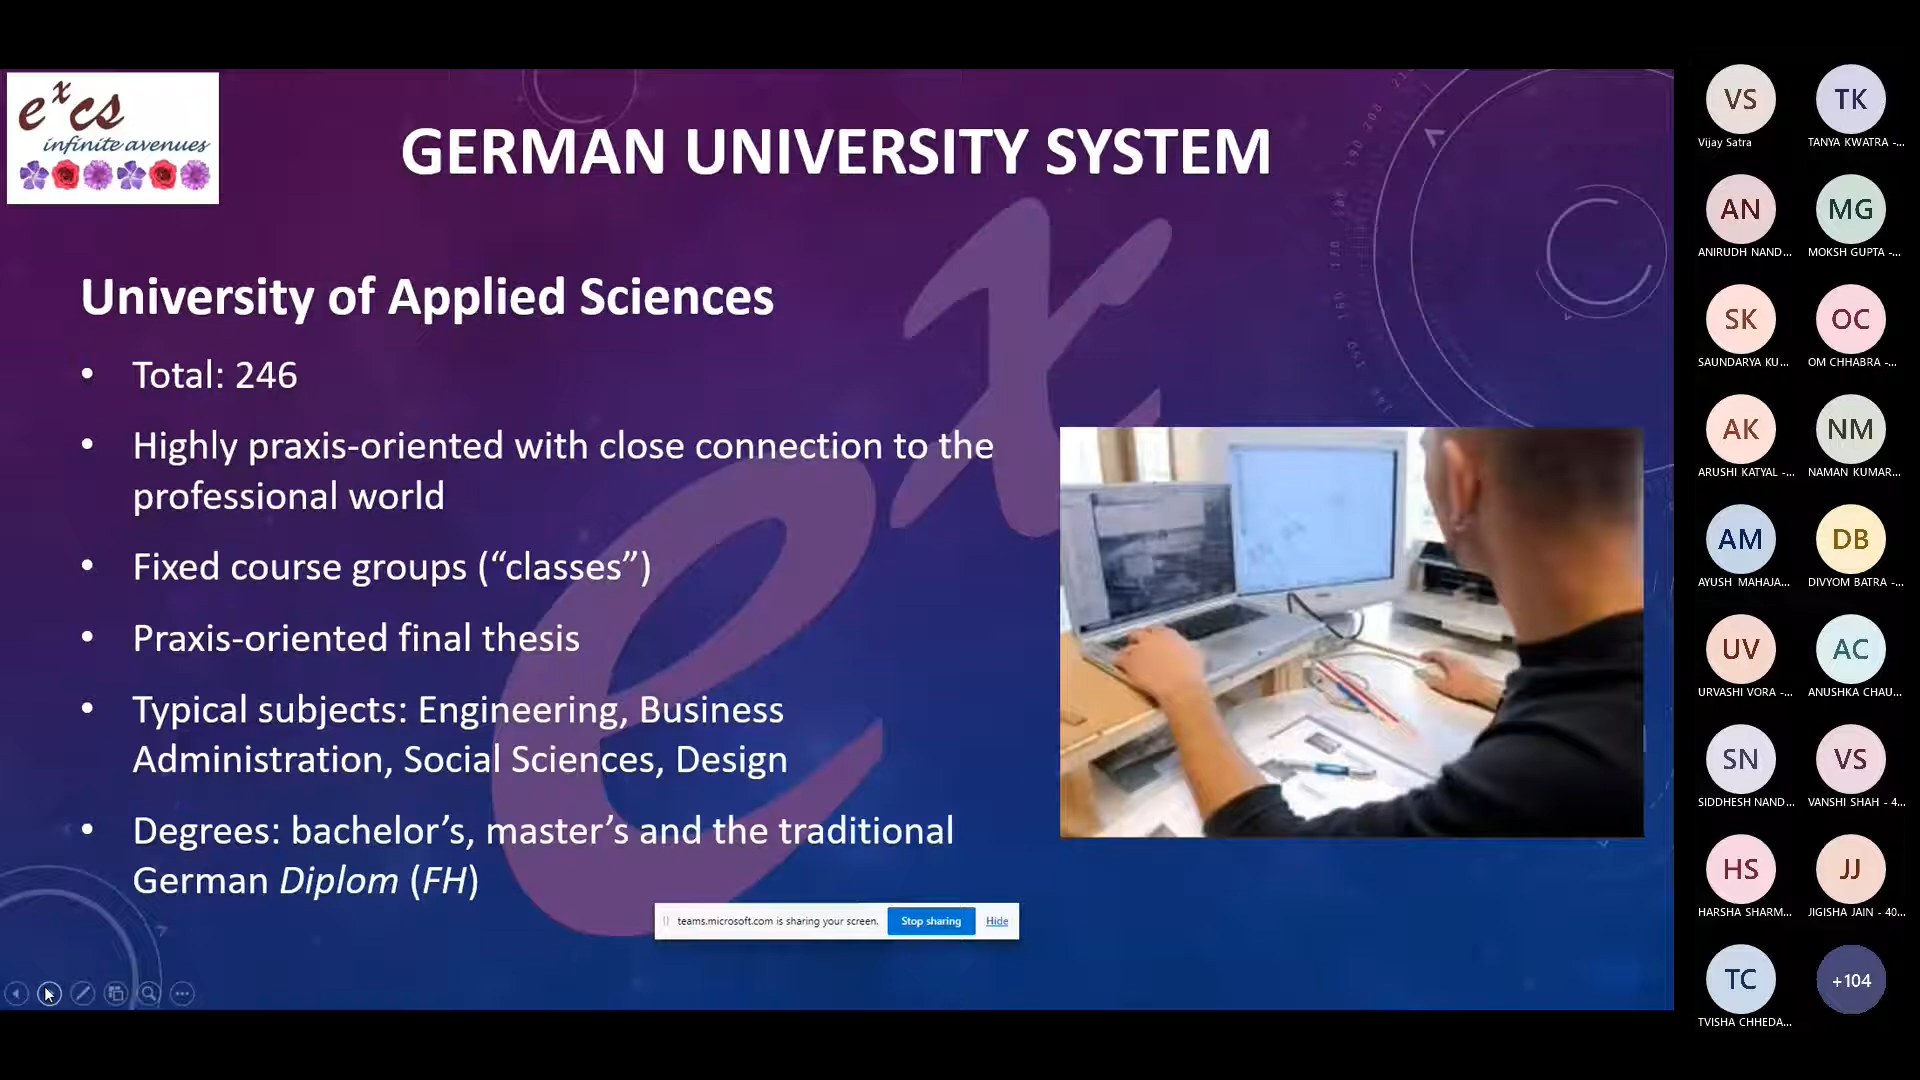 e^x cs
infinite avenues
GERMAN UNIVERSITY SYSTEM
University of Applied Sciences
• Total: 246
• Highly praxis-oriented with close connection to the
professional world
• Fixed course groups (“classes”)
• Praxis-oriented final thesis
• Typical subjects: Engineering, Business
Administration, Social Sciences, Design
• Degrees: bachelor’s, master’s and the traditional
German Diplom (FH)
teams.microsoft.com is sharing your screen. Stop sharing Hide
VS TK
Vijay Satra TANYA KWATRA -...
AN MG
ANIRUDH NAND... MOKSH GUPTA -...
SK OC
SAUNDARYA KU... OM CHHABRA -...
AK NM
ARUSHI KATYAL -... NAMAN KUMAR...
AM DB
AYUSH MAHAJA... DIVYOM BATRA -...
UV AC
URVASHI VORA -... ANUSHKA CHAU...
SN VS
SIDDHESH NAND... VANSHI SHAH - 4...
HS JJ
HARSHA SHARM... JIGISHA JAIN - 40...
TC +104
TVISHA CHHEDA...